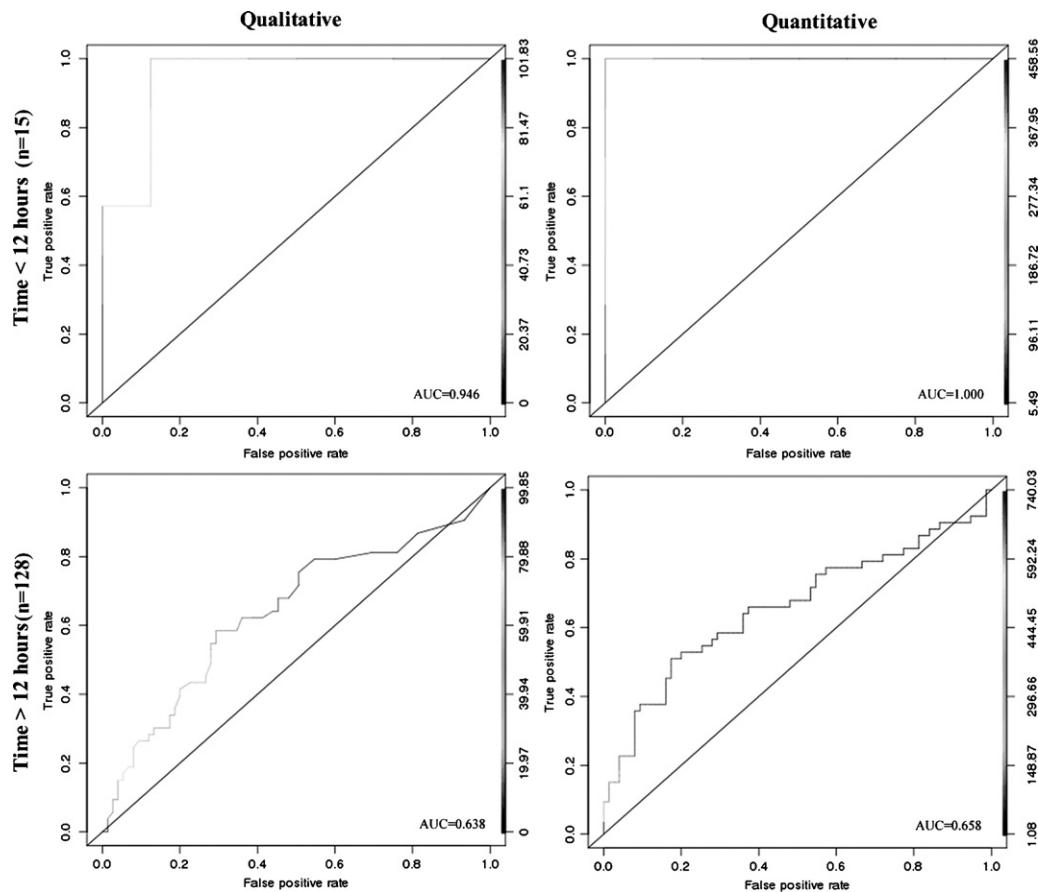 Qualitative
Quantitative
Time < 12 hours (n=15)
True positive rate
0.0 0.2 0.4 0.6 0.8 1.0
0.0 0.2 0.4 0.6 0.8 1.0
False positive rate
AUC=0.946
0 20.37 40.73 61.1 81.47 101.83
True positive rate
0.0 0.2 0.4 0.6 0.8 1.0
0.0 0.2 0.4 0.6 0.8 1.0
False positive rate
AUC=1.000
5.49 96.11 186.72 277.34 367.95 458.56
Time > 12 hours(n=128)
True positive rate
0.0 0.2 0.4 0.6 0.8 1.0
0.0 0.2 0.4 0.6 0.8 1.0
False positive rate
AUC=0.638
0 19.97 39.94 59.91 79.88 99.85
True positive rate
0.0 0.2 0.4 0.6 0.8 1.0
0.0 0.2 0.4 0.6 0.8 1.0
False positive rate
AUC=0.658
1.08 148.87 296.66 444.45 592.24 740.03